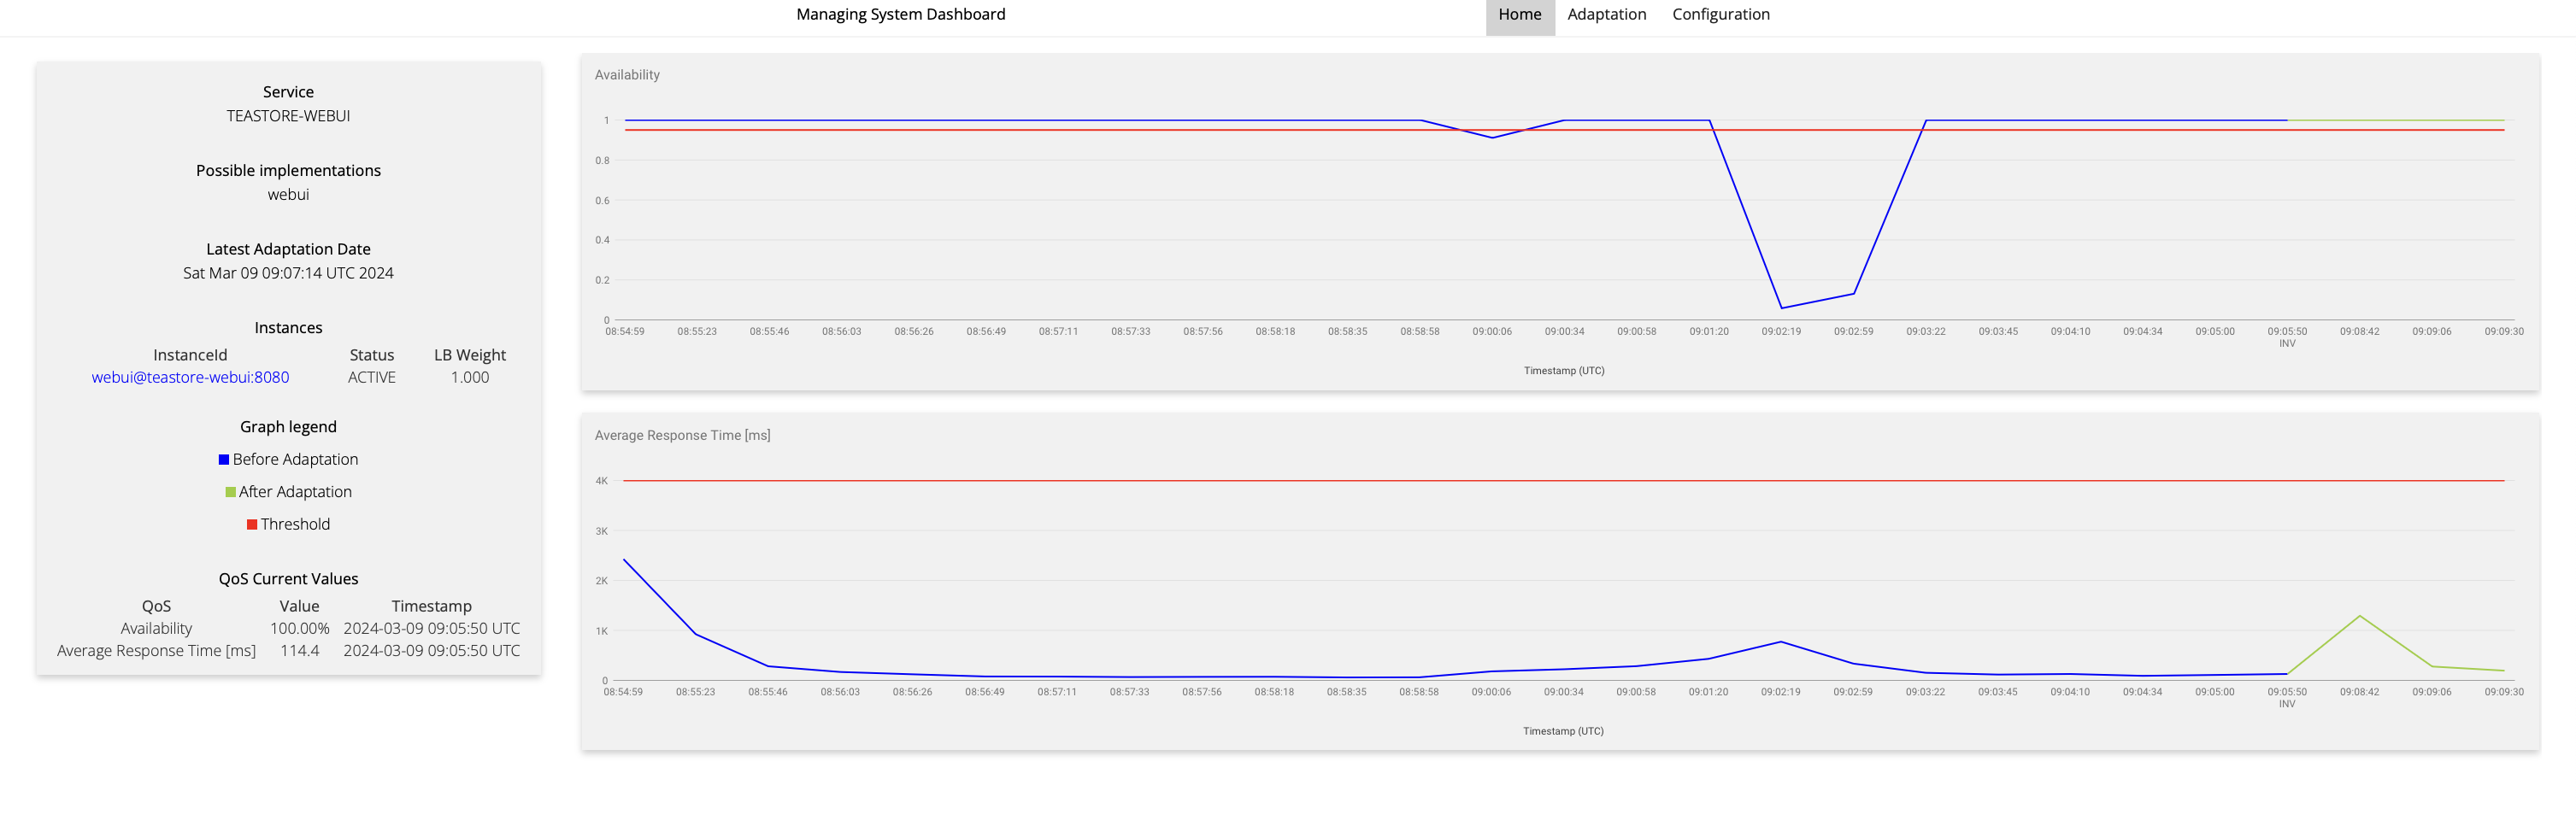 Managing System Dashboard
Home Adaptation Configuration
Service
TEASTORE-WEBUI
Possible implementations
webui
Latest Adaptation Date
Sat Mar 09 09:07:14 UTC 2024
Instances
InstanceId Status LB Weight
webui@teastore-webui:8080 ACTIVE 1.000
Graph legend
Before Adaptation
After Adaptation
Threshold
QoS Current Values
QoS Value Timestamp
Availability 100.00% 2024-03-09 09:05:50 UTC
Average Response Time [ms] 114.4 2024-03-09 09:05:50 UTC
Availability
1
0.8
0.6
0.4
0.2
0
08:54:59 08:55:23 08:55:46 08:56:03 08:56:26 08:56:49 08:57:11 08:57:33 08:57:56 08:58:18 08:58:35 08:58:58 09:00:06 09:00:34 09:00:58 09:01:20 09:02:19 09:02:59 09:03:22 09:03:45 09:04:10 09:04:34 09:05:00 09:05:50 09:08:42 09:09:06 09:09:30
INV
Timestamp (UTC)
Average Response Time [ms]
4K
3K
2K
1K
0
08:54:59 08:55:23 08:55:46 08:56:03 08:56:26 08:56:49 08:57:11 08:57:33 08:57:56 08:58:18 08:58:35 08:58:58 09:00:06 09:00:34 09:00:58 09:01:20 09:02:19 09:02:59 09:03:22 09:03:45 09:04:10 09:04:34 09:05:00 09:05:50 09:08:42 09:09:06 09:09:30
INV
Timestamp (UTC)